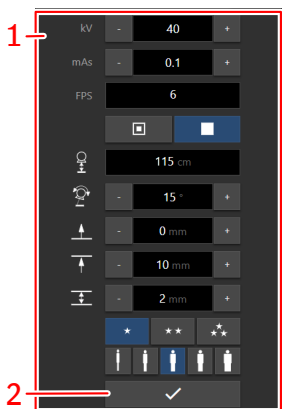 1
kV - 40 +
mAs - 0.1 +
FPS 6
115 cm
- 15 ° +
- 0 mm +
- 10 mm +
- 2 mm +
2